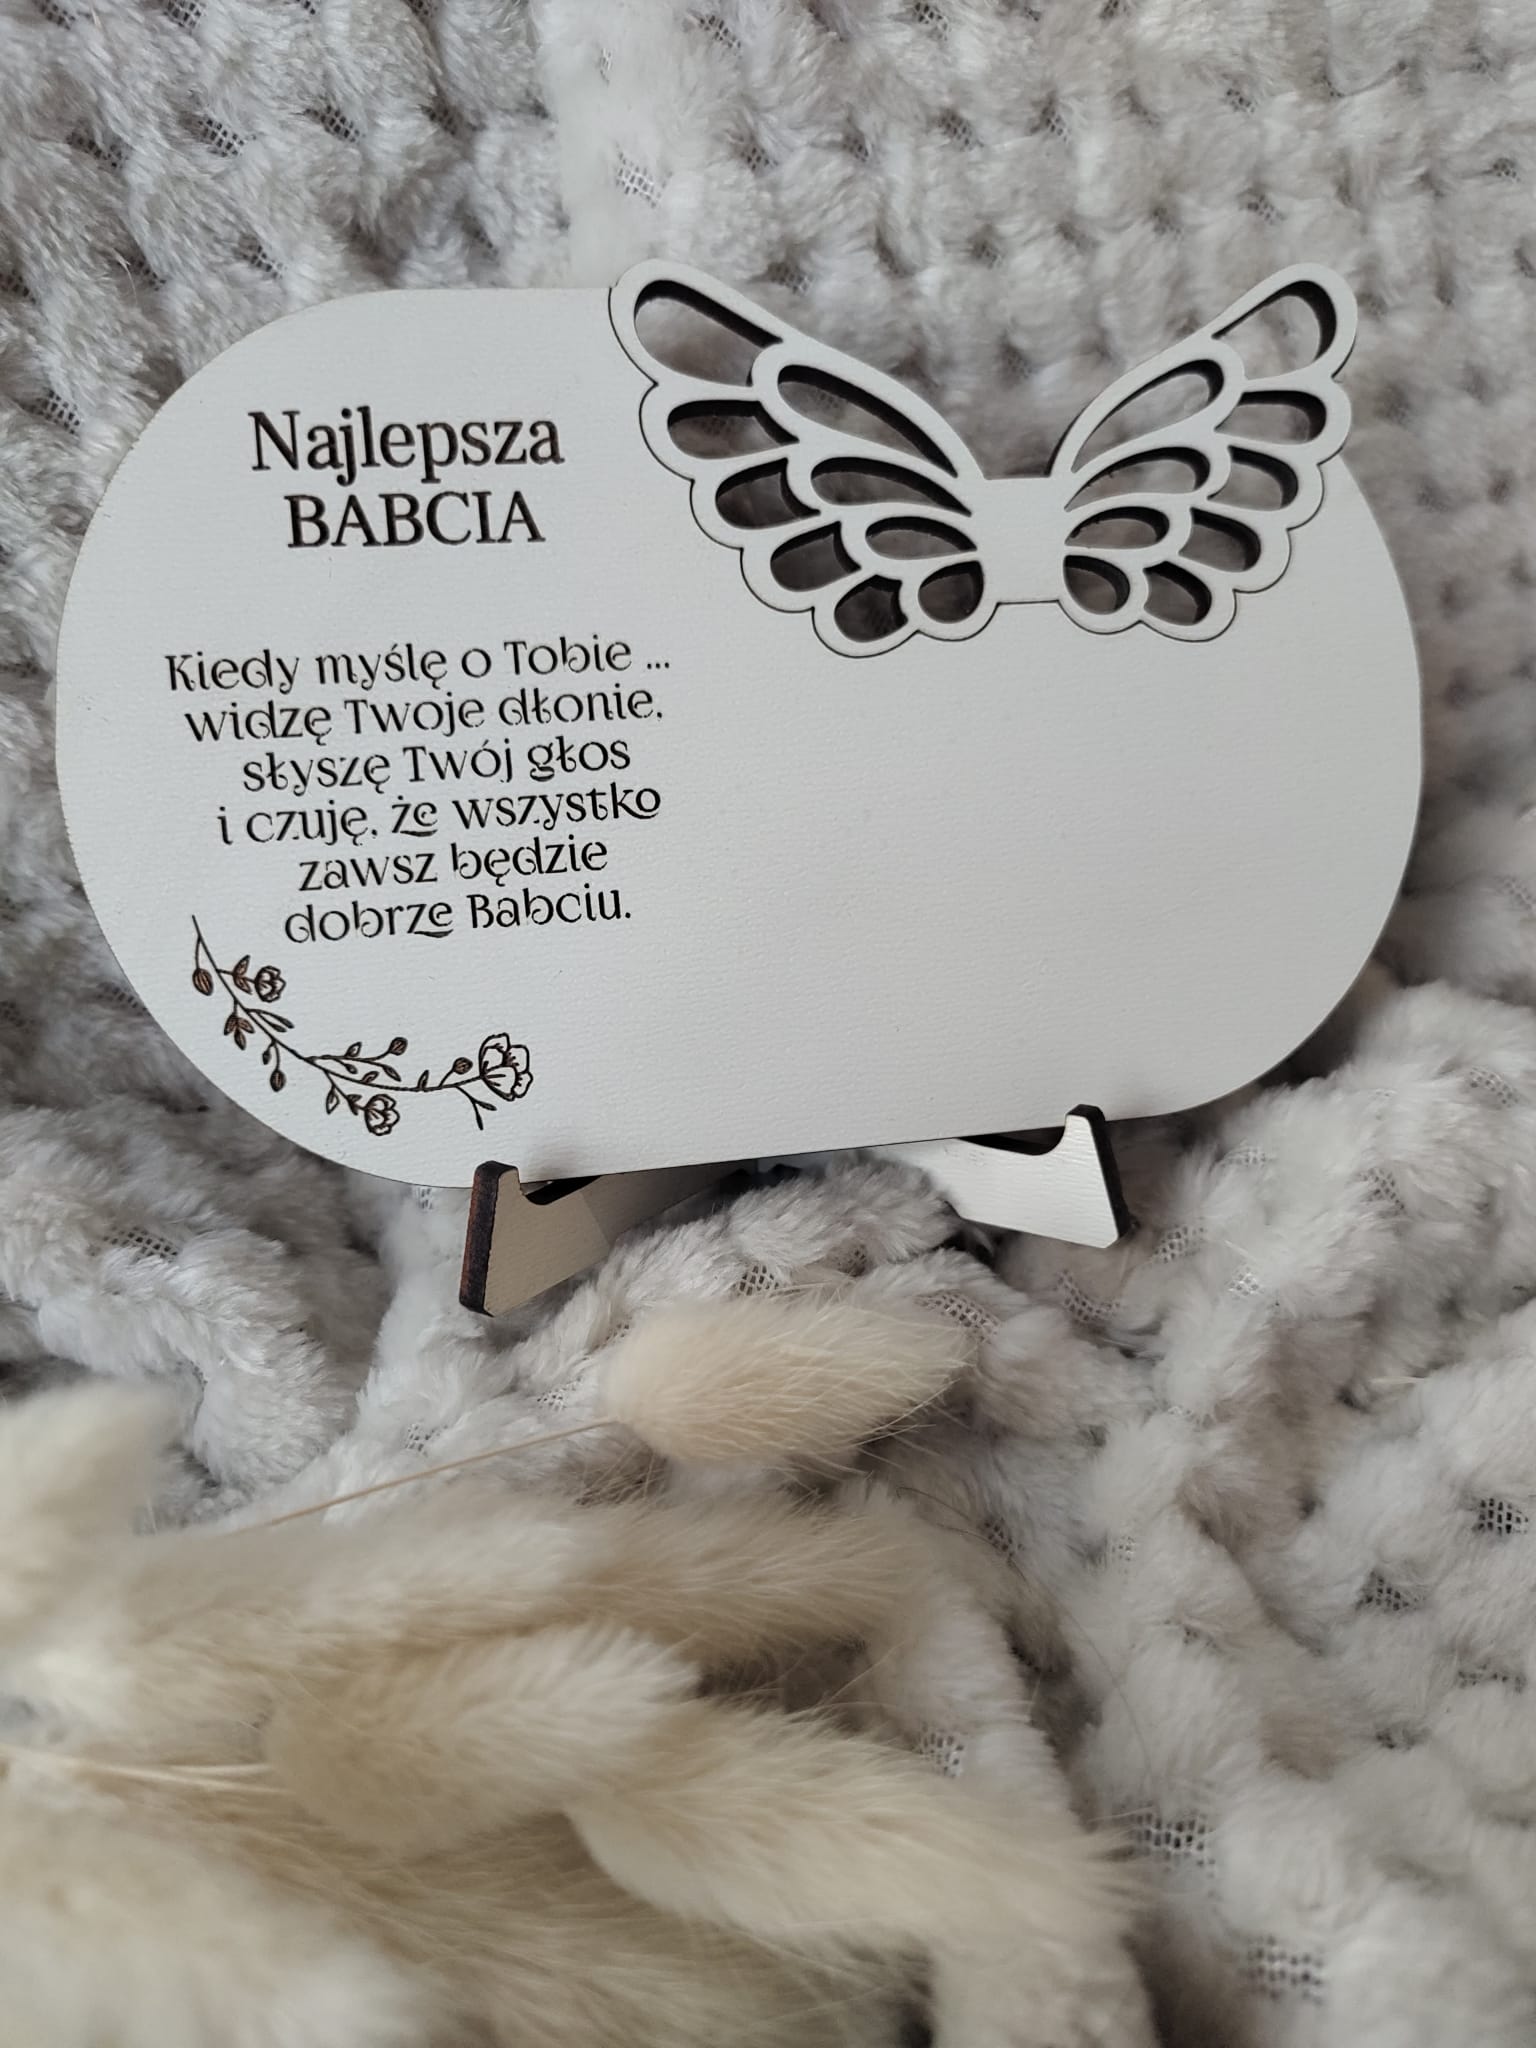 Najlepsza
BABCIA
Kiedy myślę o Tobie ...
widzę Twoje dłonie,
słyszę Twój głos
i czuję, że wszystko
zawsz będzie
dobrze Babciu.